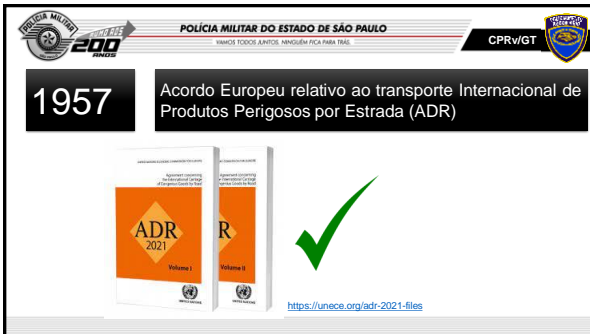 POLÍCIA MILITAR
200
ANOS
POLÍCIA MILITAR DO ESTADO DE SÃO PAULO
VAMOS TODOS JUNTOS. NINGUÉM FICA PARA TRÁS.
CPRv/GT
1957
Acordo Europeu relativo ao transporte Internacional de
Produtos Perigosos por Estrada (ADR)
Agreement concerning
the International Carriage
of Dangerous Goods by Road
ADR
2021
Volume I
Volume II
https://unece.org/adr-2021-files